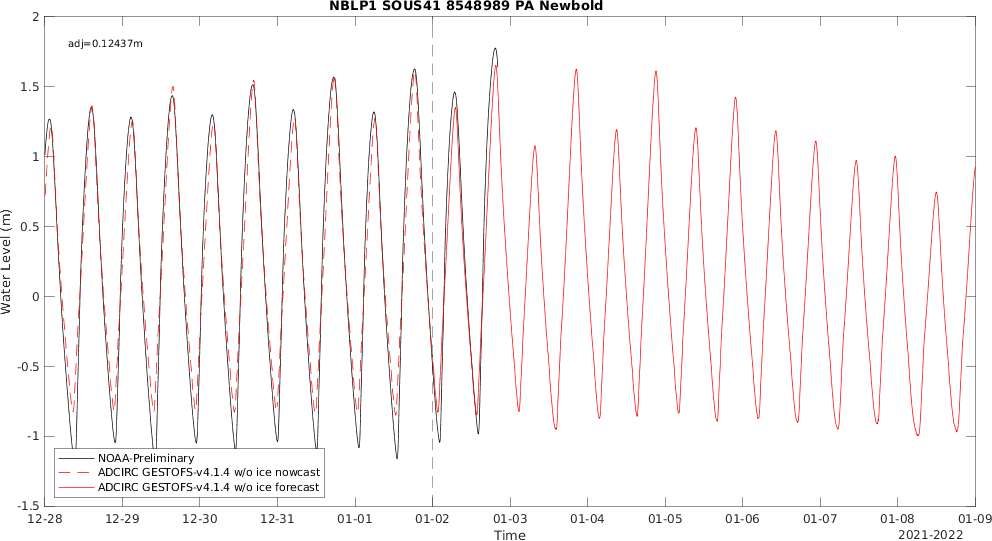 NBLP1 SOUS41 8548989 PA Newbold
adj=0.12437m
2
1.5
1
0.5
0
-0.5
-1
-1.5
Water Level (m)
NOAA-Preliminary
ADCIRC GESTOFS-v4.1.4 w/o ice nowcast
ADCIRC GESTOFS-v4.1.4 w/o ice forecast
12-28 12-29 12-30 12-31 01-01 01-02 01-03 01-04 01-05 01-06 01-07 01-08 01-09
Time
2021-2022